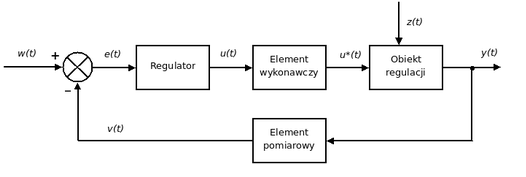 z(t)
w(t)
+
e(t)
Regulator
u(t)
Element
wykonawczy
u*(t)
Obiekt
regulacji
y(t)
–
v(t)
Element
pomiarowy